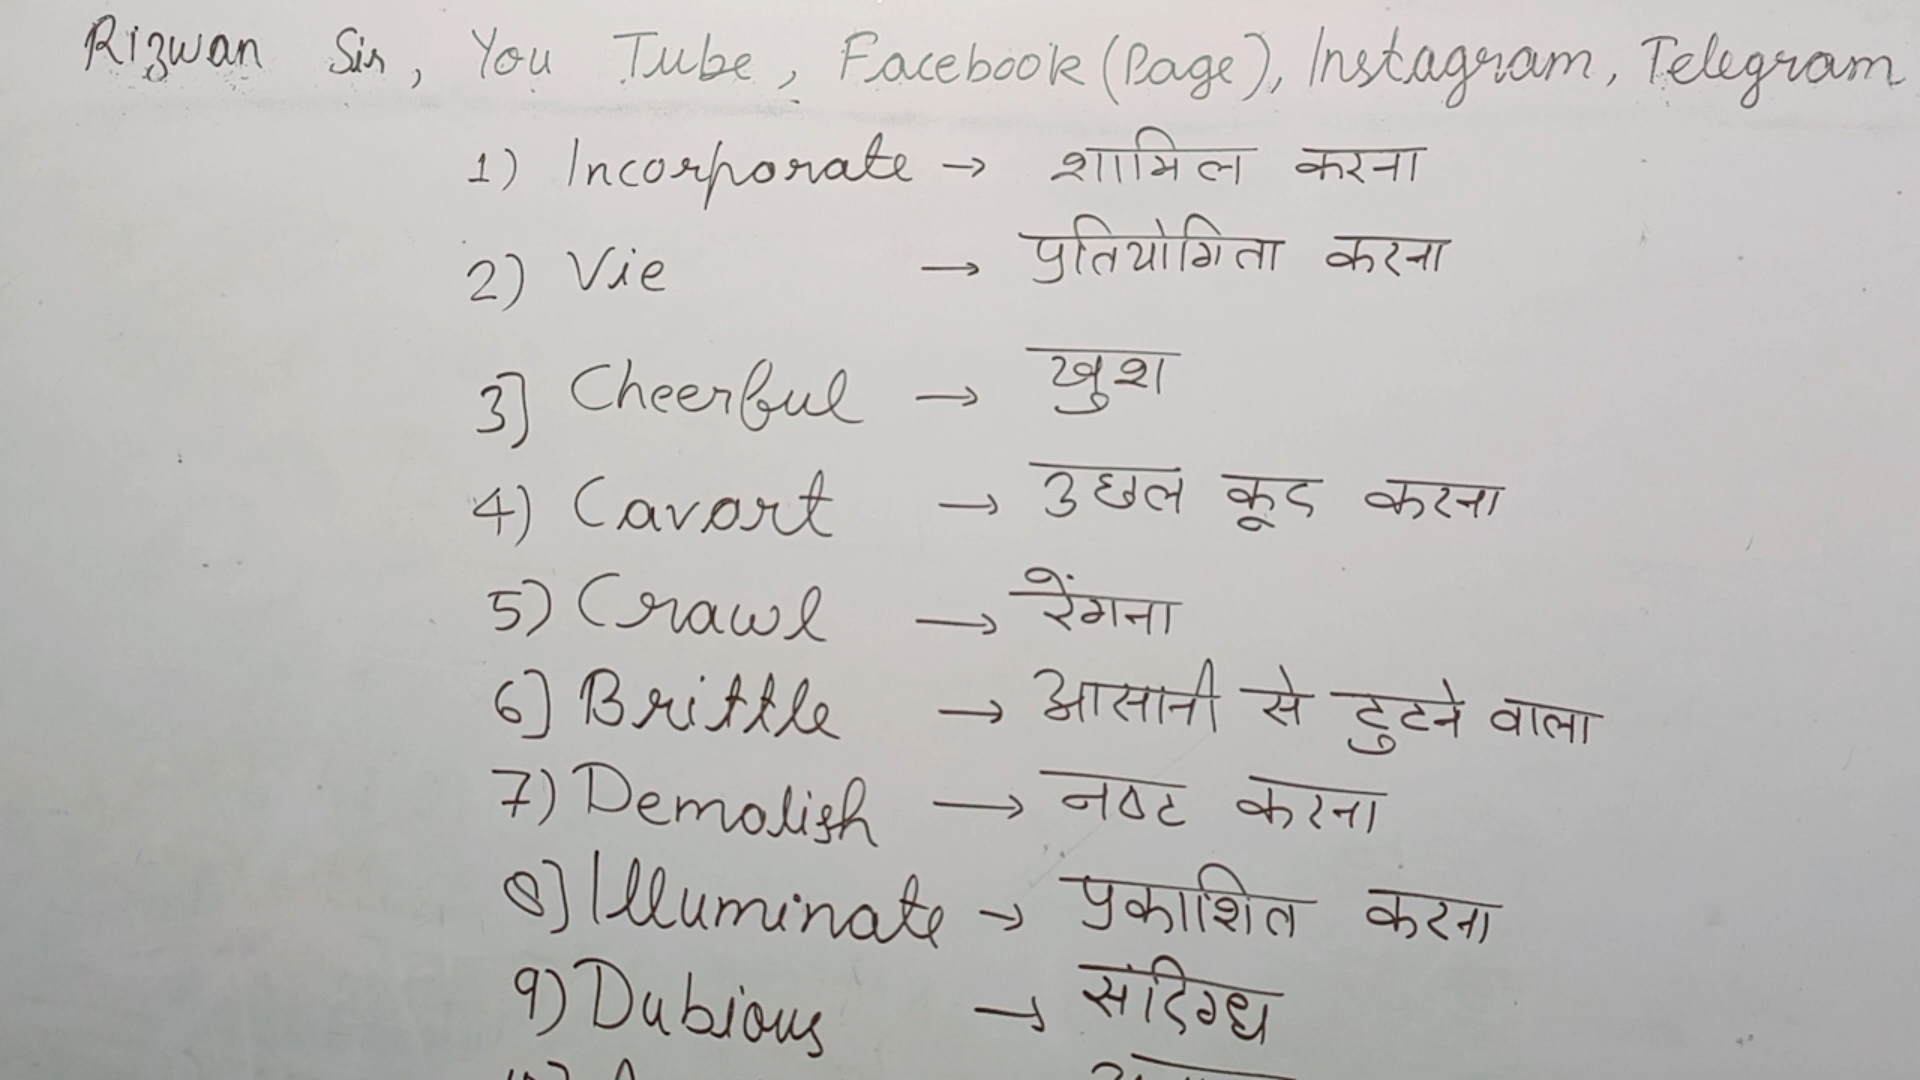 Rizwan Sir, You Tube, Facebook (Page), Instagram, Telegram
1) Incorporate → शामिल करना
2) Vie → प्रतियोगिता करना
3] Cheerful → खुश
4) Cavort → उछल कूद करना
5) Crawl → रेंगना
6] Brittle → आसानी से टुटने वाला
7) Demolish → नष्ट करना
8] Illuminate → प्रकाशित करना
9) Dubious → संदिग्ध